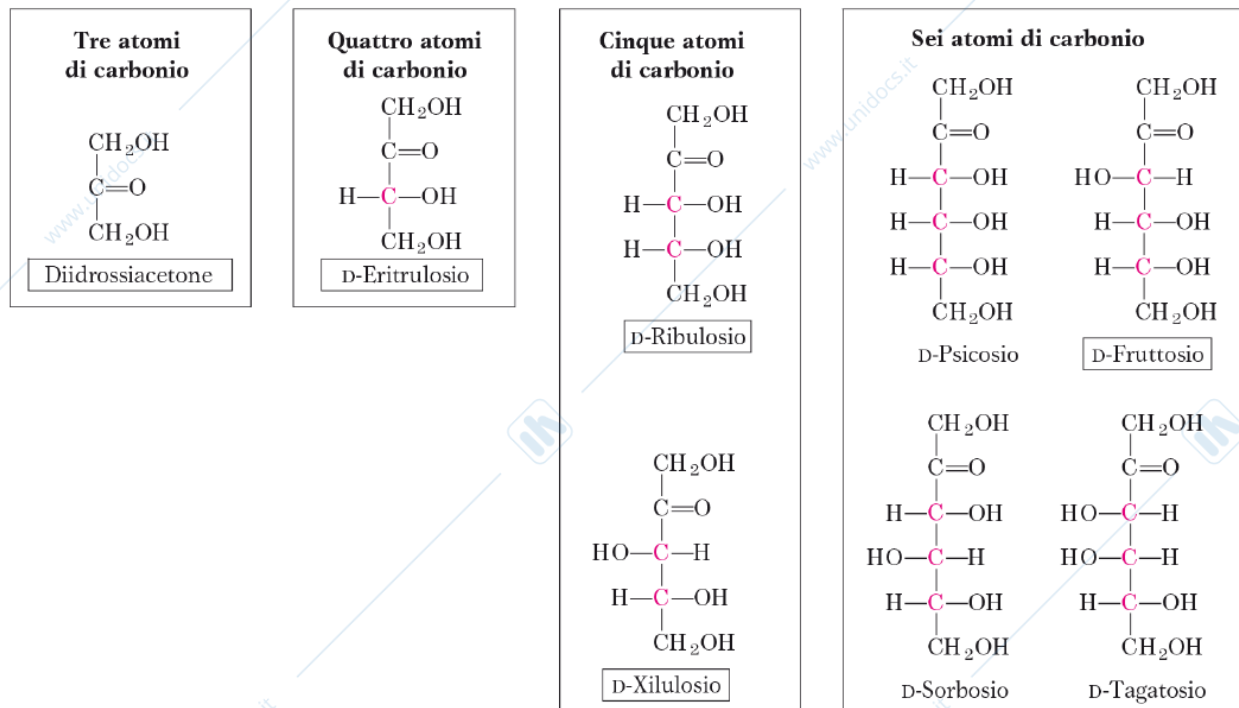 Tre atomi
di carbonio
CH2OH
C=O
CH2OH
Diidrossiacetone
Quattro atomi
di carbonio
CH2OH
C=O
H—C—OH
CH2OH
D-Eritrulosio
Cinque atomi
di carbonio
CH2OH
C=O
H—C—OH
H—C—OH
CH2OH
D-Ribulosio
CH2OH
C=O
HO—C—H
H—C—OH
CH2OH
D-Xilulosio
Sei atomi di carbonio
CH2OH
C=O
H—C—OH
H—C—OH
H—C—OH
CH2OH
D-Psicosio
CH2OH
C=O
HO—C—H
H—C—OH
H—C—OH
CH2OH
D-Fruttosio
CH2OH
C=O
H—C—OH
HO—C—H
H—C—OH
CH2OH
D-Sorbosio
CH2OH
C=O
HO—C—H
HO—C—H
H—C—OH
CH2OH
D-Tagatosio
www.unidocs.it
www.unidocs.it